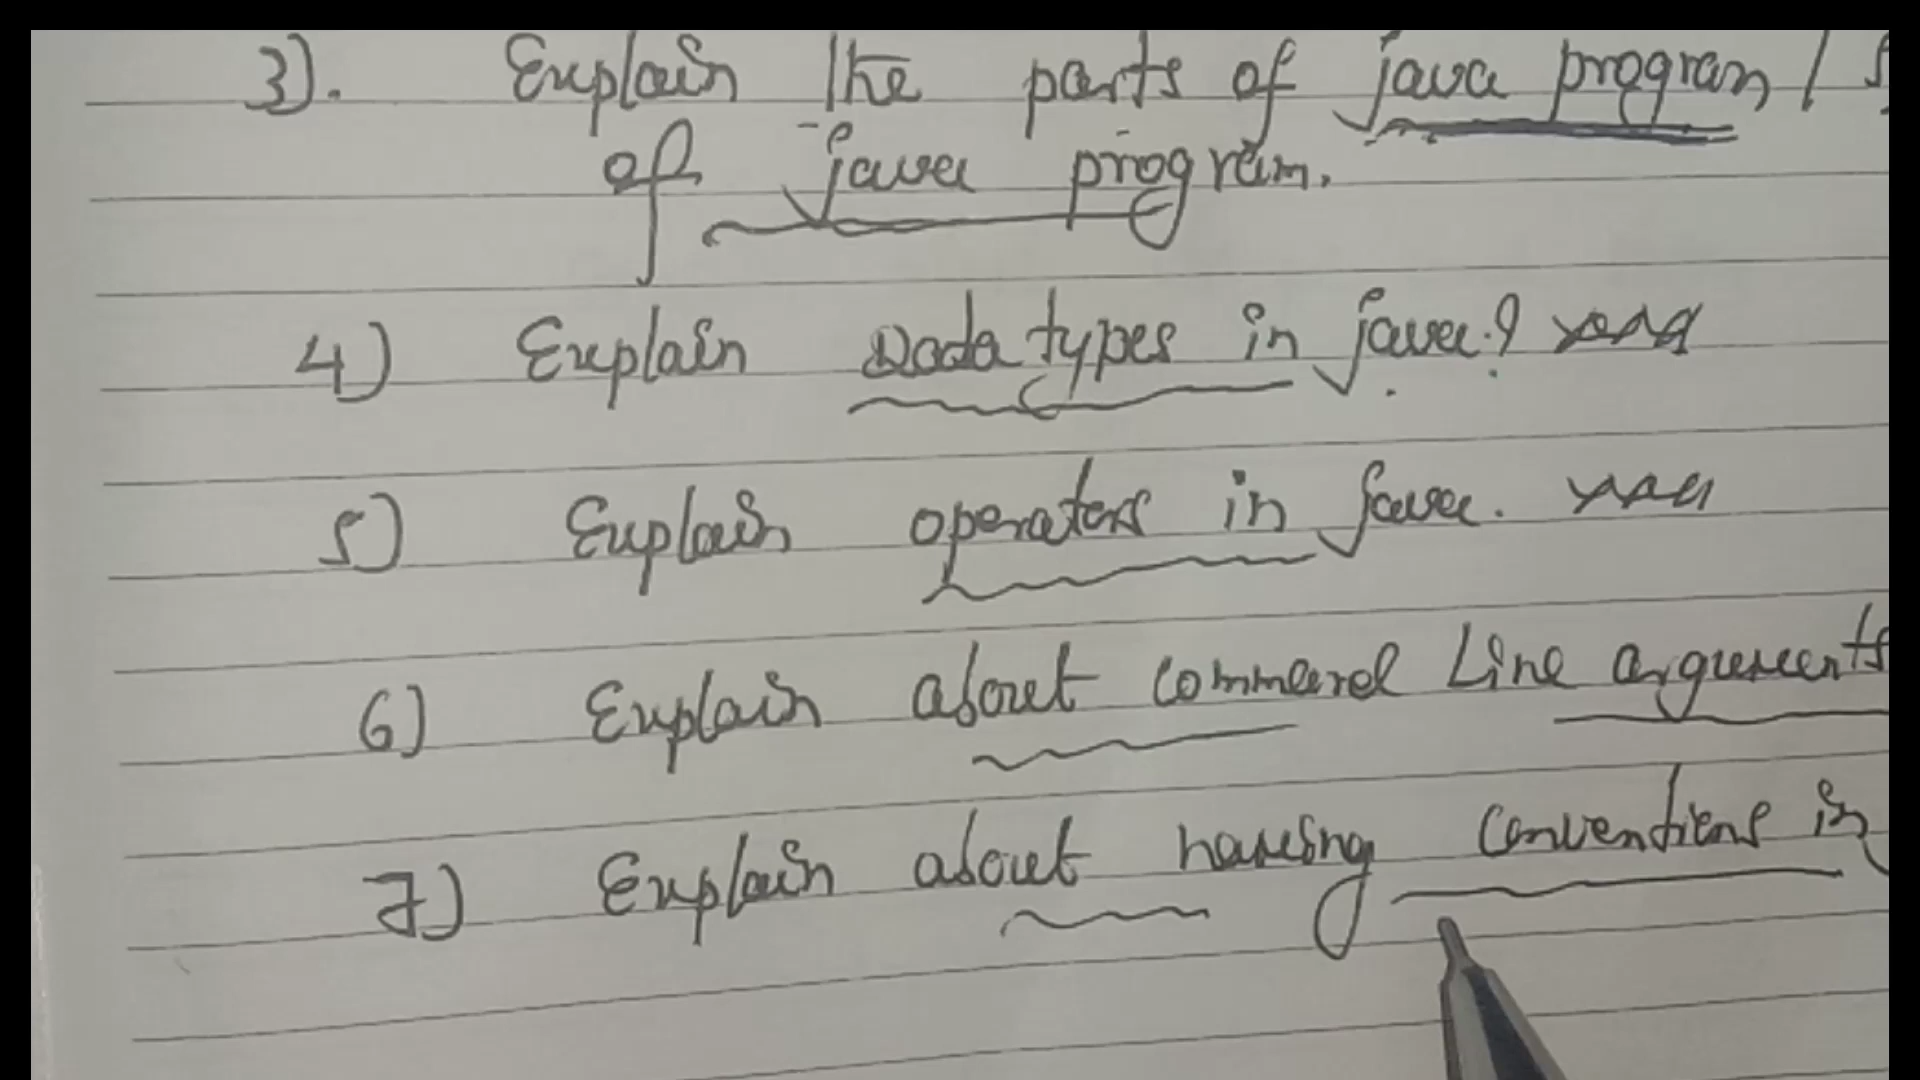 3). Explain the parts of java program /
of java program.
4) Explain Data types in java?
5) Explain operators in java.
6) Explain about command Line arguments
7) Explain about naming conventions in